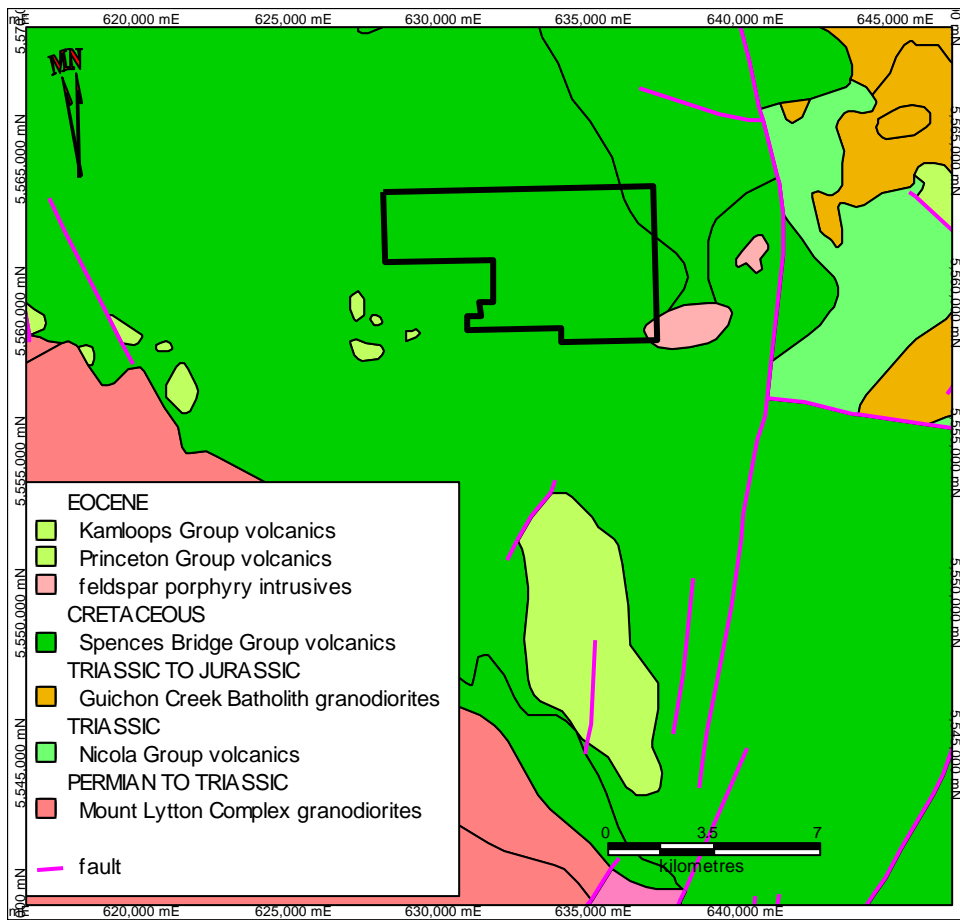 mE 620,000 mE 625,000 mE 630,000 mE 635,000 mE 640,000 mE 645,000 mE
MN
5,565,000 mN
5,560,000 mN
5,555,000 mN
5,550,000 mN
5,545,000 mN
5,565,000 mN
5,560,000 mN
5,555,000 mN
5,550,000 mN
5,545,000 mN
EOCENE
Kamloops Group volcanics
Princeton Group volcanics
feldspar porphyry intrusives
CRETACEOUS
Spences Bridge Group volcanics
TRIASSIC TO JURASSIC
Guichon Creek Batholith granodiorites
TRIASSIC
Nicola Group volcanics
PERMIAN TO TRIASSIC
Mount Lytton Complex granodiorites
fault
0 3.5 7
kilometres
620,000 mE 625,000 mE 630,000 mE 635,000 mE 640,000 mE